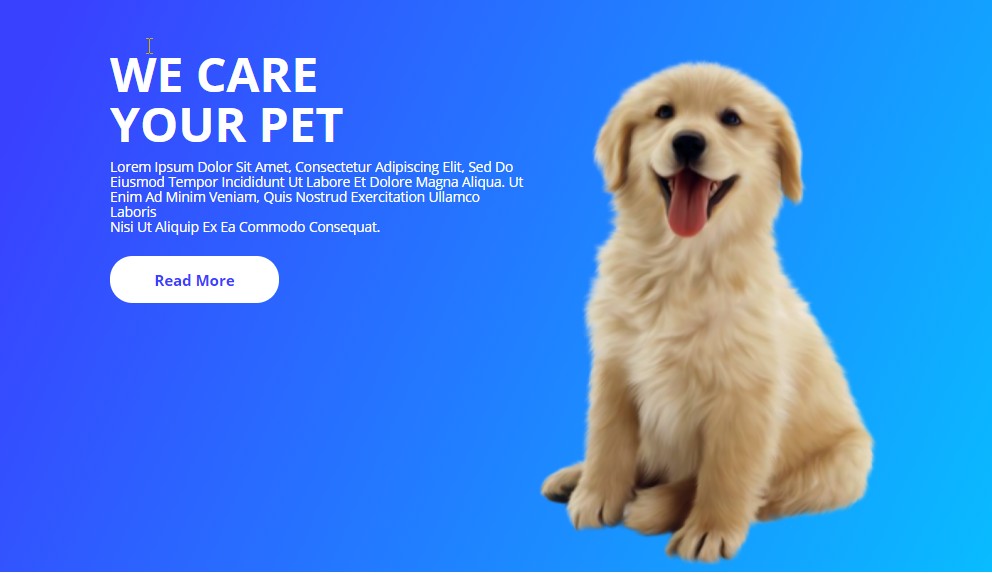 WE CARE
YOUR PET
Lorem Ipsum Dolor Sit Amet, Consectetur Adipiscing Elit, Sed Do
Eiusmod Tempor Incididunt Ut Labore Et Dolore Magna Aliqua. Ut
Enim Ad Minim Veniam, Quis Nostrud Exercitation Ullamco
Laboris
Nisi Ut Aliquip Ex Ea Commodo Consequat.
Read More